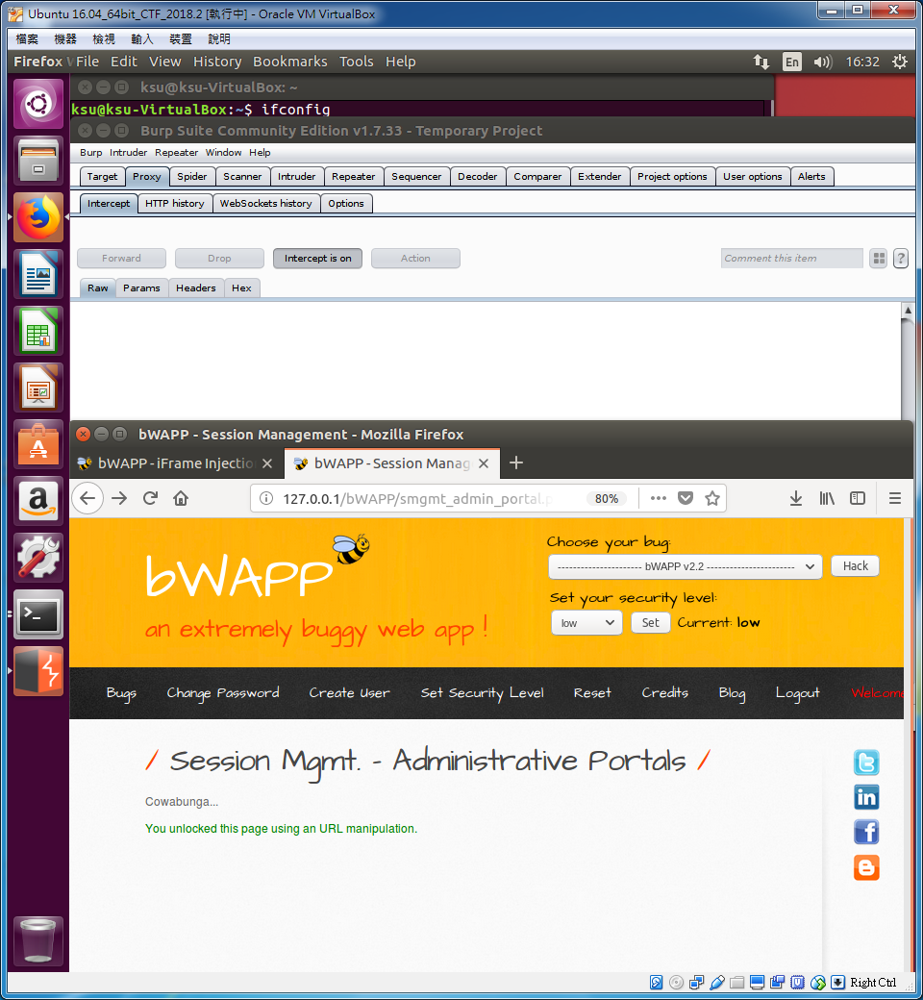 Ubuntu 16.04_64bit_CTF_2018.2 [執行中] - Oracle VM VirtualBox
檔案 機器 檢視 輸入 裝置 說明
Firefox File Edit View History Bookmarks Tools Help En 16:32
ksu@ksu-VirtualBox: ~
ksu@ksu-VirtualBox:~$ ifconfig
Burp Suite Community Edition v1.7.33 - Temporary Project
Burp Intruder Repeater Window Help
Target Proxy Spider Scanner Intruder Repeater Sequencer Decoder Comparer Extender Project options User options Alerts
Intercept HTTP history WebSockets history Options
Forward Drop Intercept is on Action Comment this item ?
Raw Params Headers Hex
bWAPP - Session Management - Mozilla Firefox
bWAPP - iFrame Injectio bWAPP - Session Manag
127.0.0.1/bWAPP/smgmt_admin_portal.p 80%
bWAPP
an extremely buggy web app !
Choose your bug:
---------------------- bWAPP v2.2 ----------------------- Hack
Set your security level:
low Set Current: low
Bugs Change Password Create User Set Security Level Reset Credits Blog Logout Welcome
/ Session Mgmt. - Administrative Portals /
Cowabunga...
You unlocked this page using an URL manipulation.
Right Ctrl